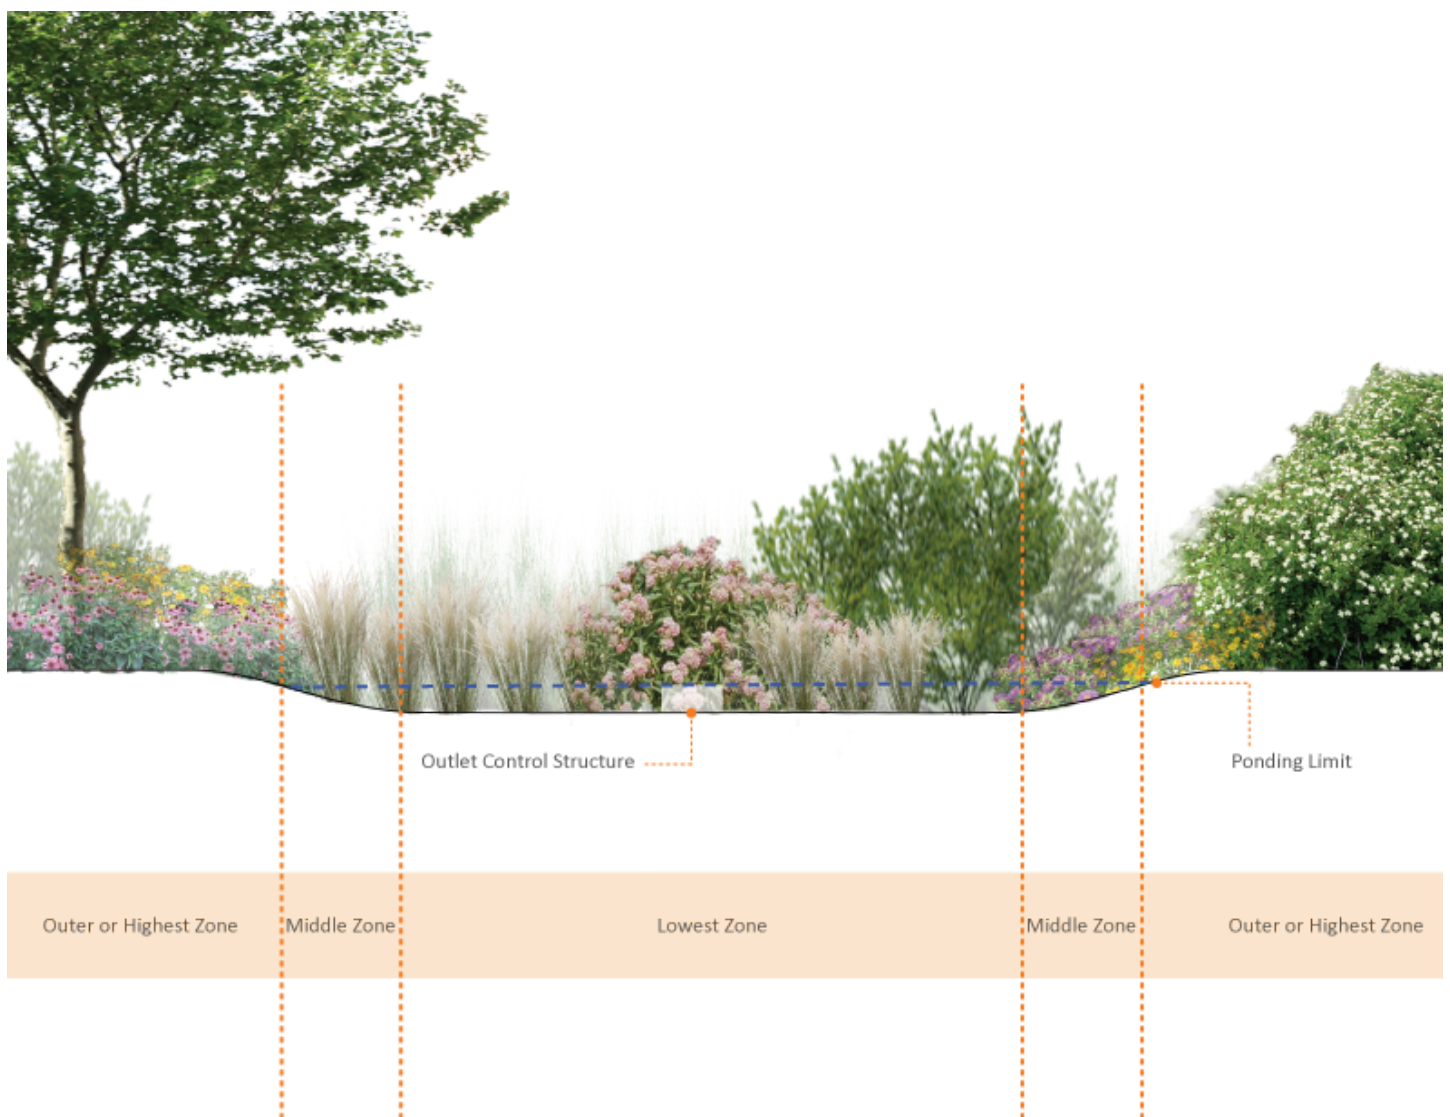 Outlet Control Structure
Ponding Limit
Outer or Highest Zone
Middle Zone
Lowest Zone
Middle Zone
Outer or Highest Zone